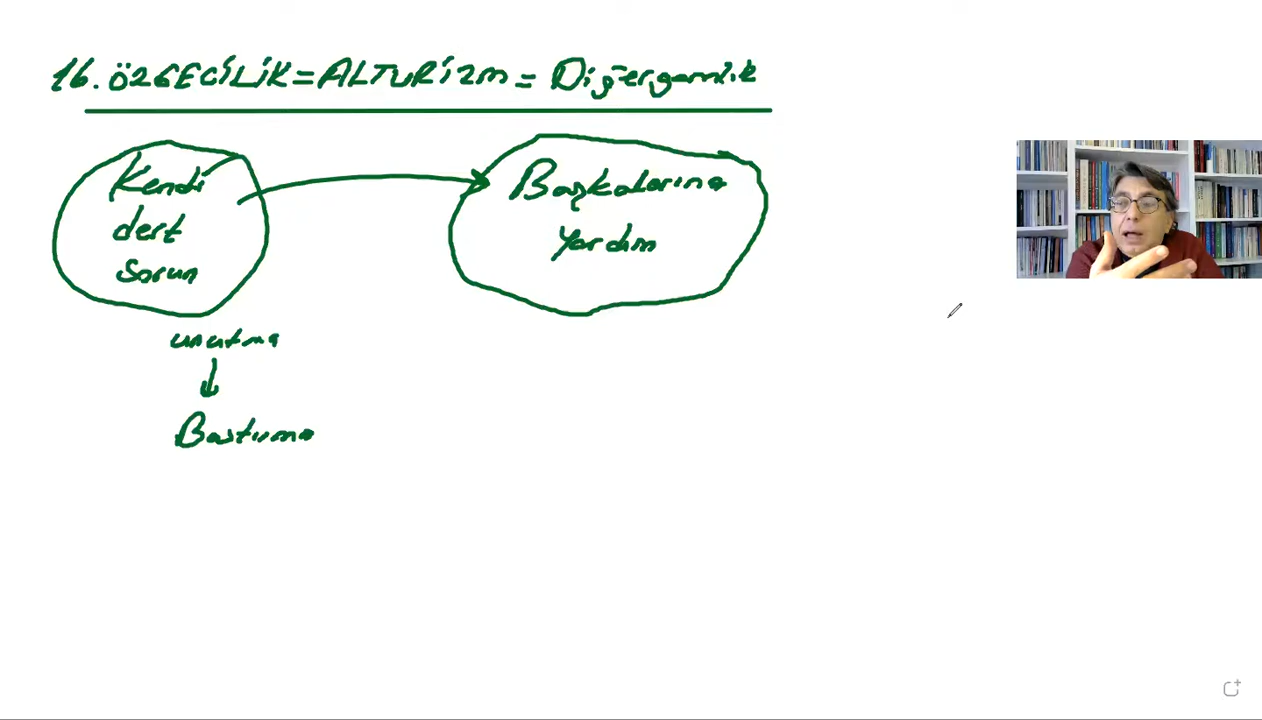 16. ÖZGECİLİK = ALTURİZM = Diğergamlık
Kendi
dert
Sorun
Başkalarına
Yardım
unutma
Bastırma